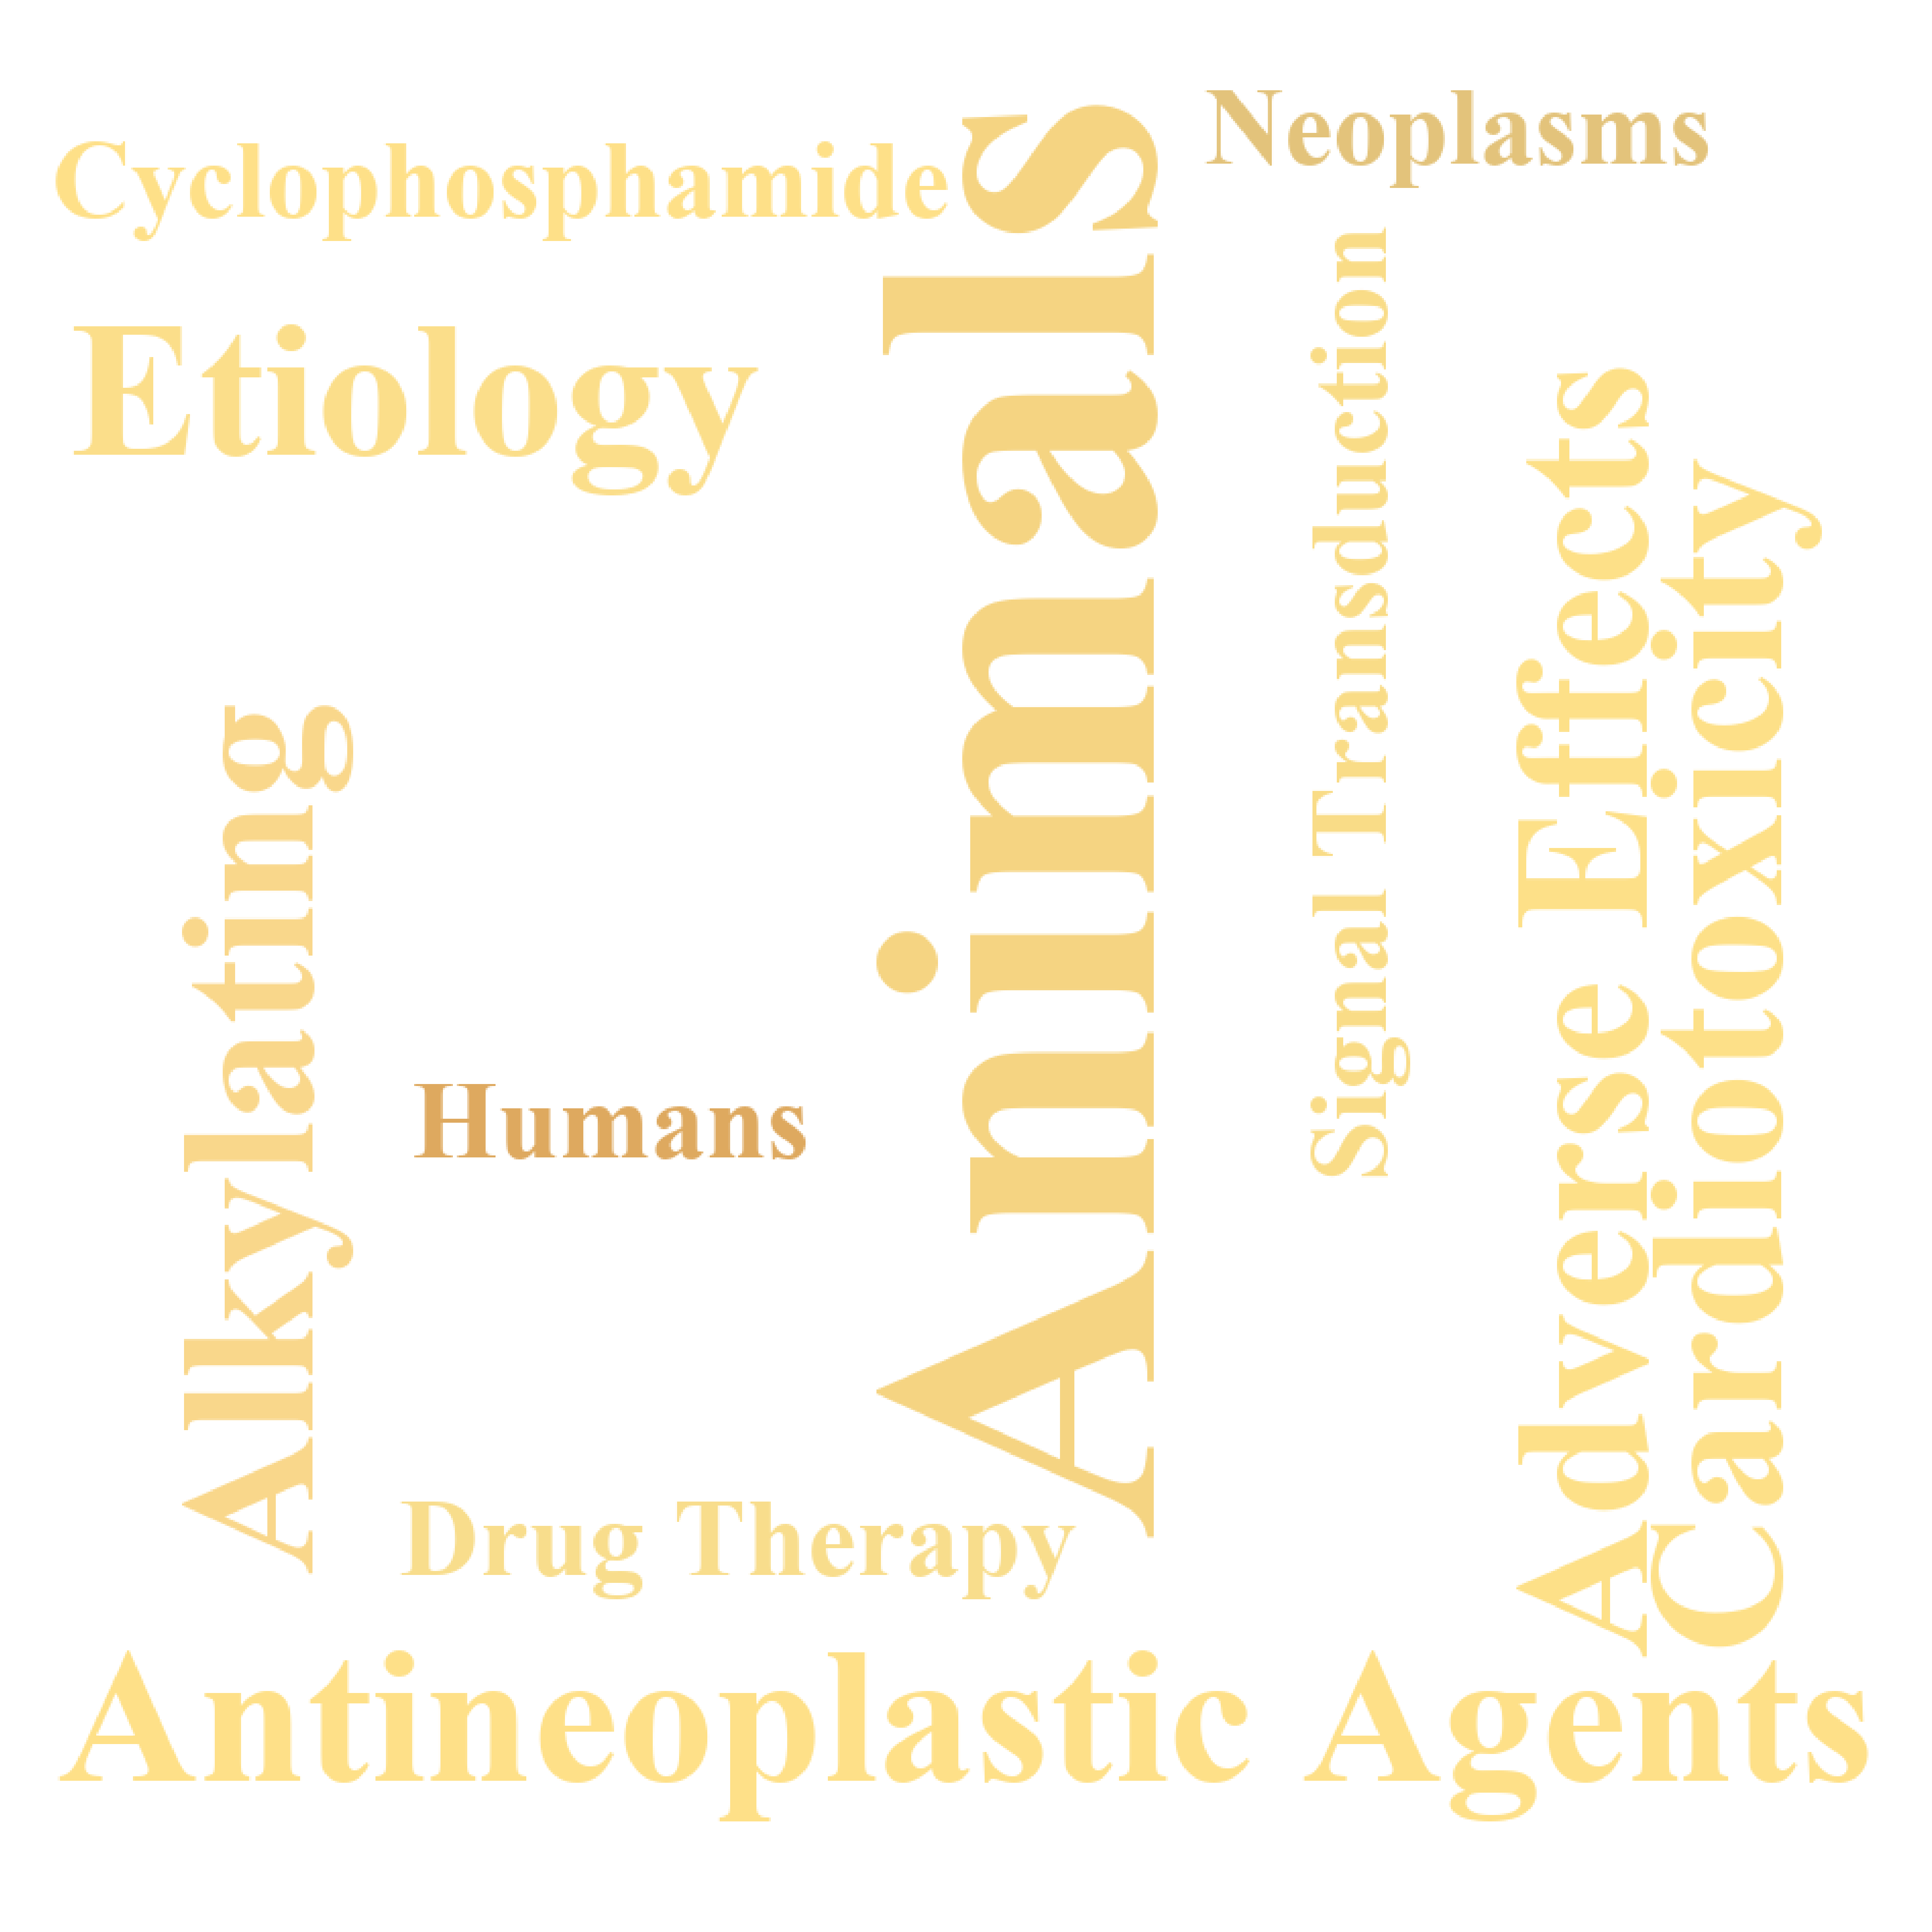 Cyclophosphamide
Neoplasms
Etiology
Animals
Signal Transduction
Adverse Effects
Cardiotoxicity
Alkylating
Humans
Drug Therapy
Antineoplastic Agents